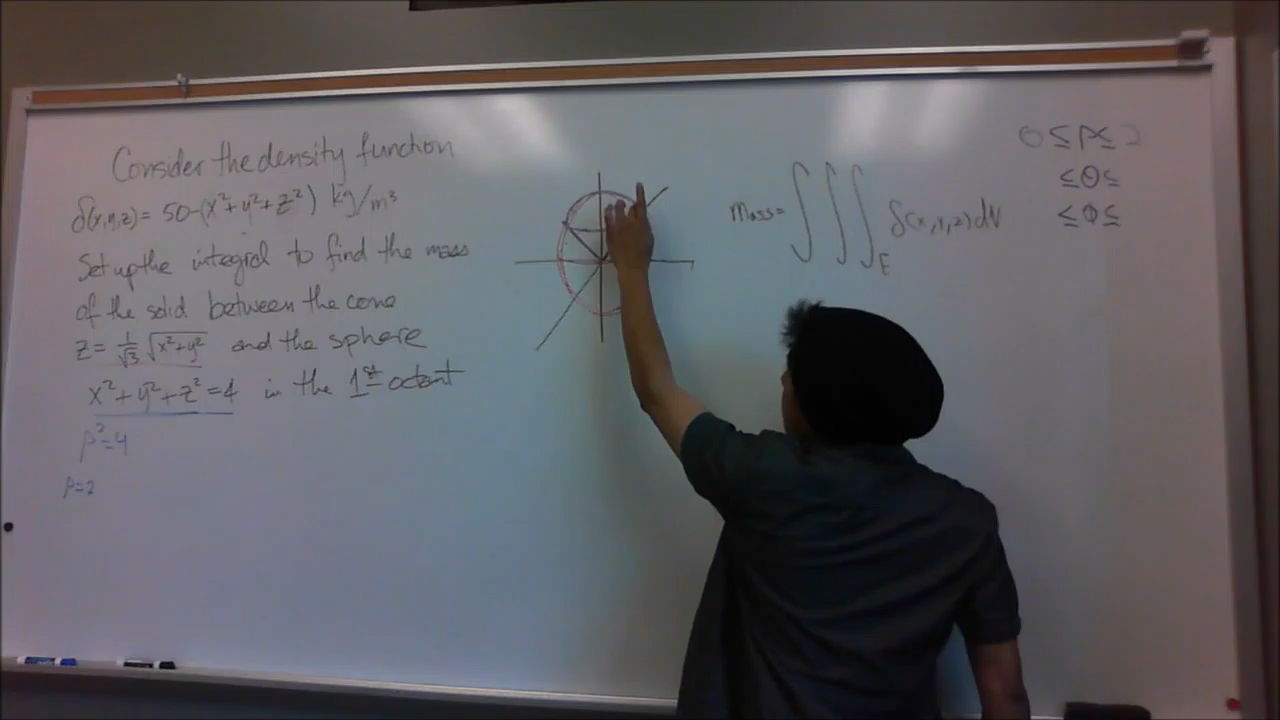 Consider the density function
δ(x,y,z) = 50-(x²+y²+z²) kg/m³
Set up the integral to find the mass
of the solid between the cone
z = 1/√3 √(x²+y²) and the sphere
x²+y²+z²=4 in the 1st octant
ρ²=4
ρ=2
Mass= ∭_E δ(x,y,z)dV
0 ≤ρ≤ 2
≤θ≤
≤Φ≤